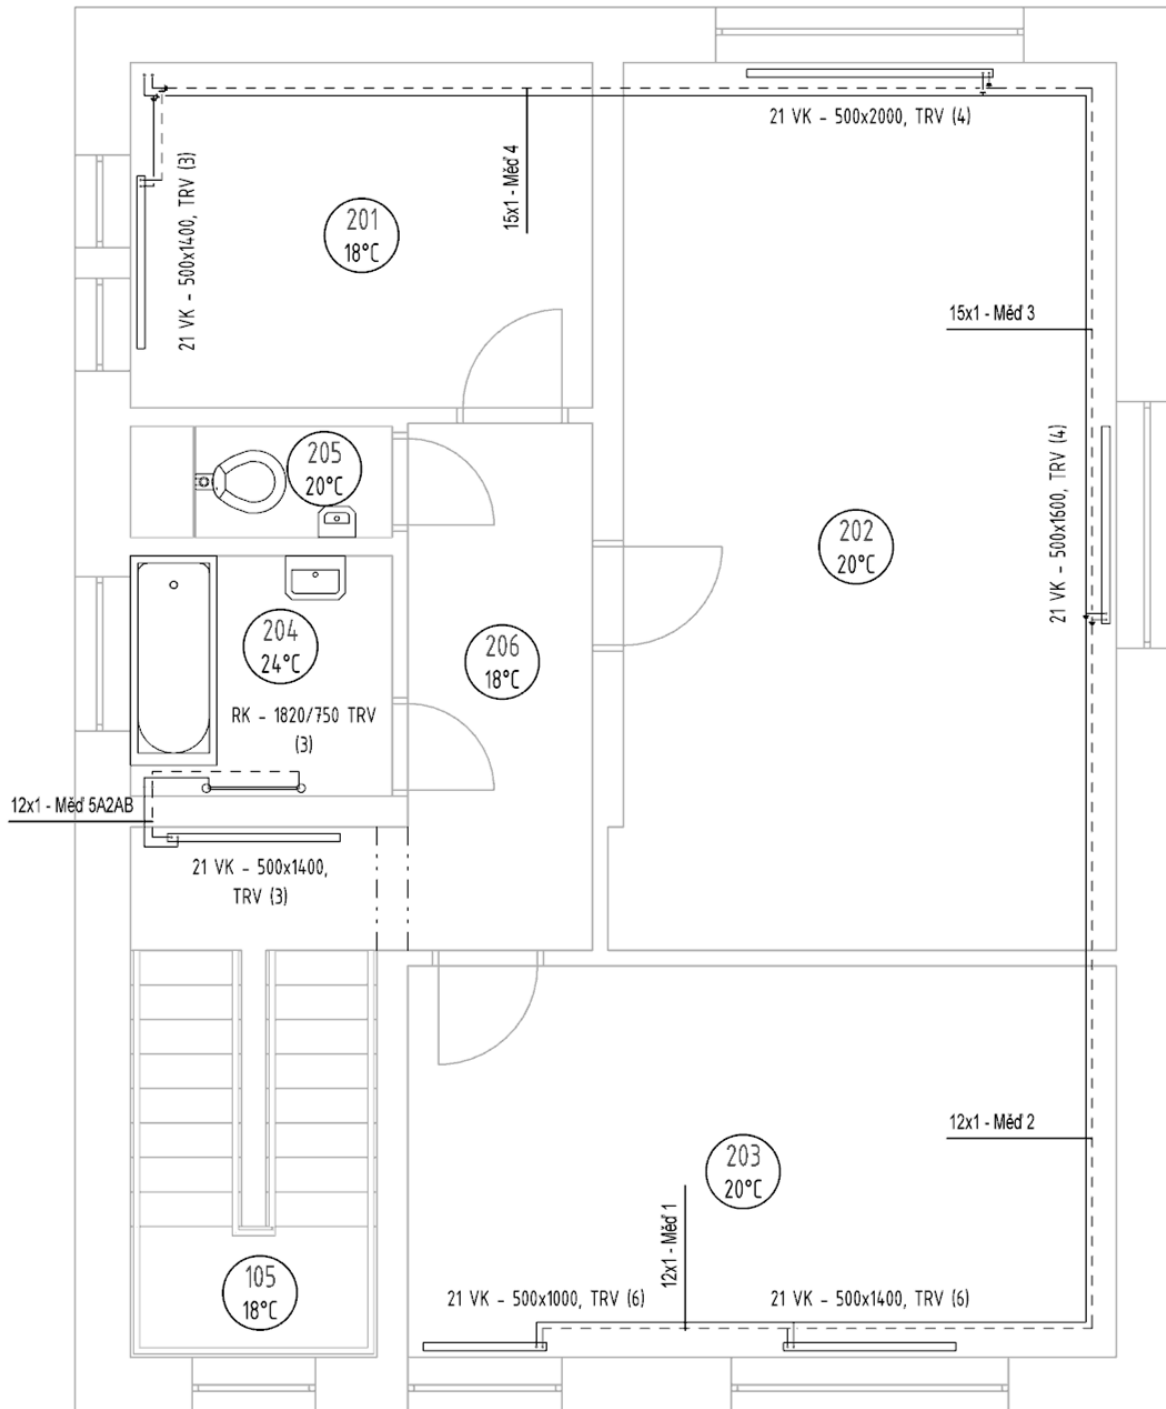 21 VK - 500x2000, TRV (4)
21 VK - 500x1400, TRV (3)
15x1 - Měď 4
201
18°C
15x1 - Měď 3
205
20°C
21 VK - 500x1600, TRV (4)
202
20°C
204
24°C
206
18°C
RK - 1820/750 TRV
(3)
12x1 - Měď 5A2AB
21 VK - 500x1400,
TRV (3)
12x1 - Měď 2
203
20°C
12x1 - Měď 1
105
18°C
21 VK - 500x1000, TRV (6)
21 VK - 500x1400, TRV (6)